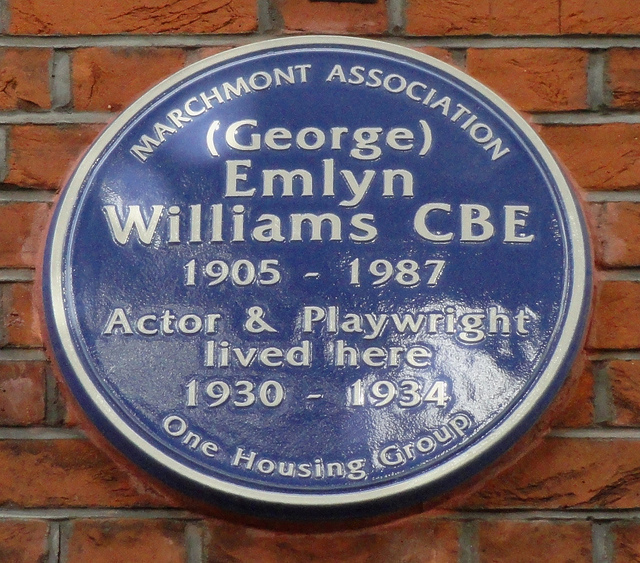 MARCHMONT ASSOCIATION
(George)
Emlyn
Williams CBE
1905 - 1987
Actor & Playwright
lived here
1930 - 1934
One Housing Group